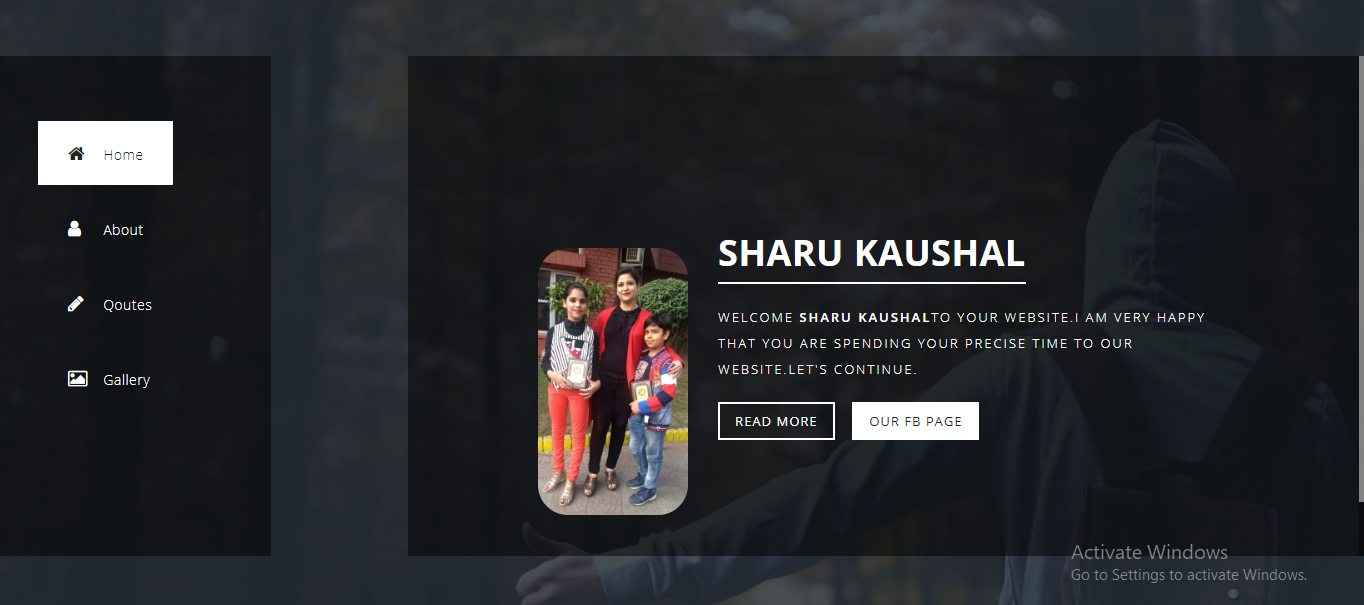 Home
About
Qoutes
Gallery
SHARU KAUSHAL
WELCOME SHARU KAUSHALTO YOUR WEBSITE.I AM VERY HAPPY
THAT YOU ARE SPENDING YOUR PRECISE TIME TO OUR
WEBSITE.LET'S CONTINUE.
READ MORE
OUR FB PAGE
Activate Windows
Go to Settings to activate Windows.